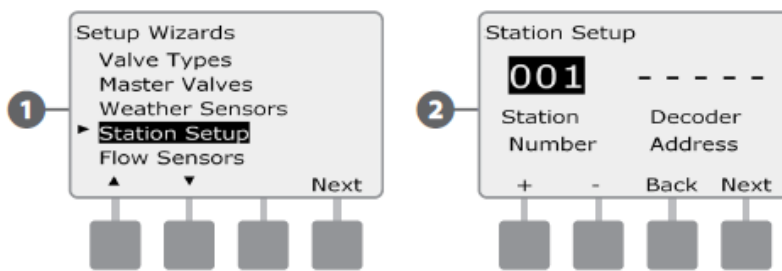 1
Setup Wizards
Valve Types
Master Valves
Weather Sensors
► Station Setup
Flow Sensors
▲ ▼ Next
2
Station Setup
001 - - - - -
Station Decoder
Number Address
+ - Back Next